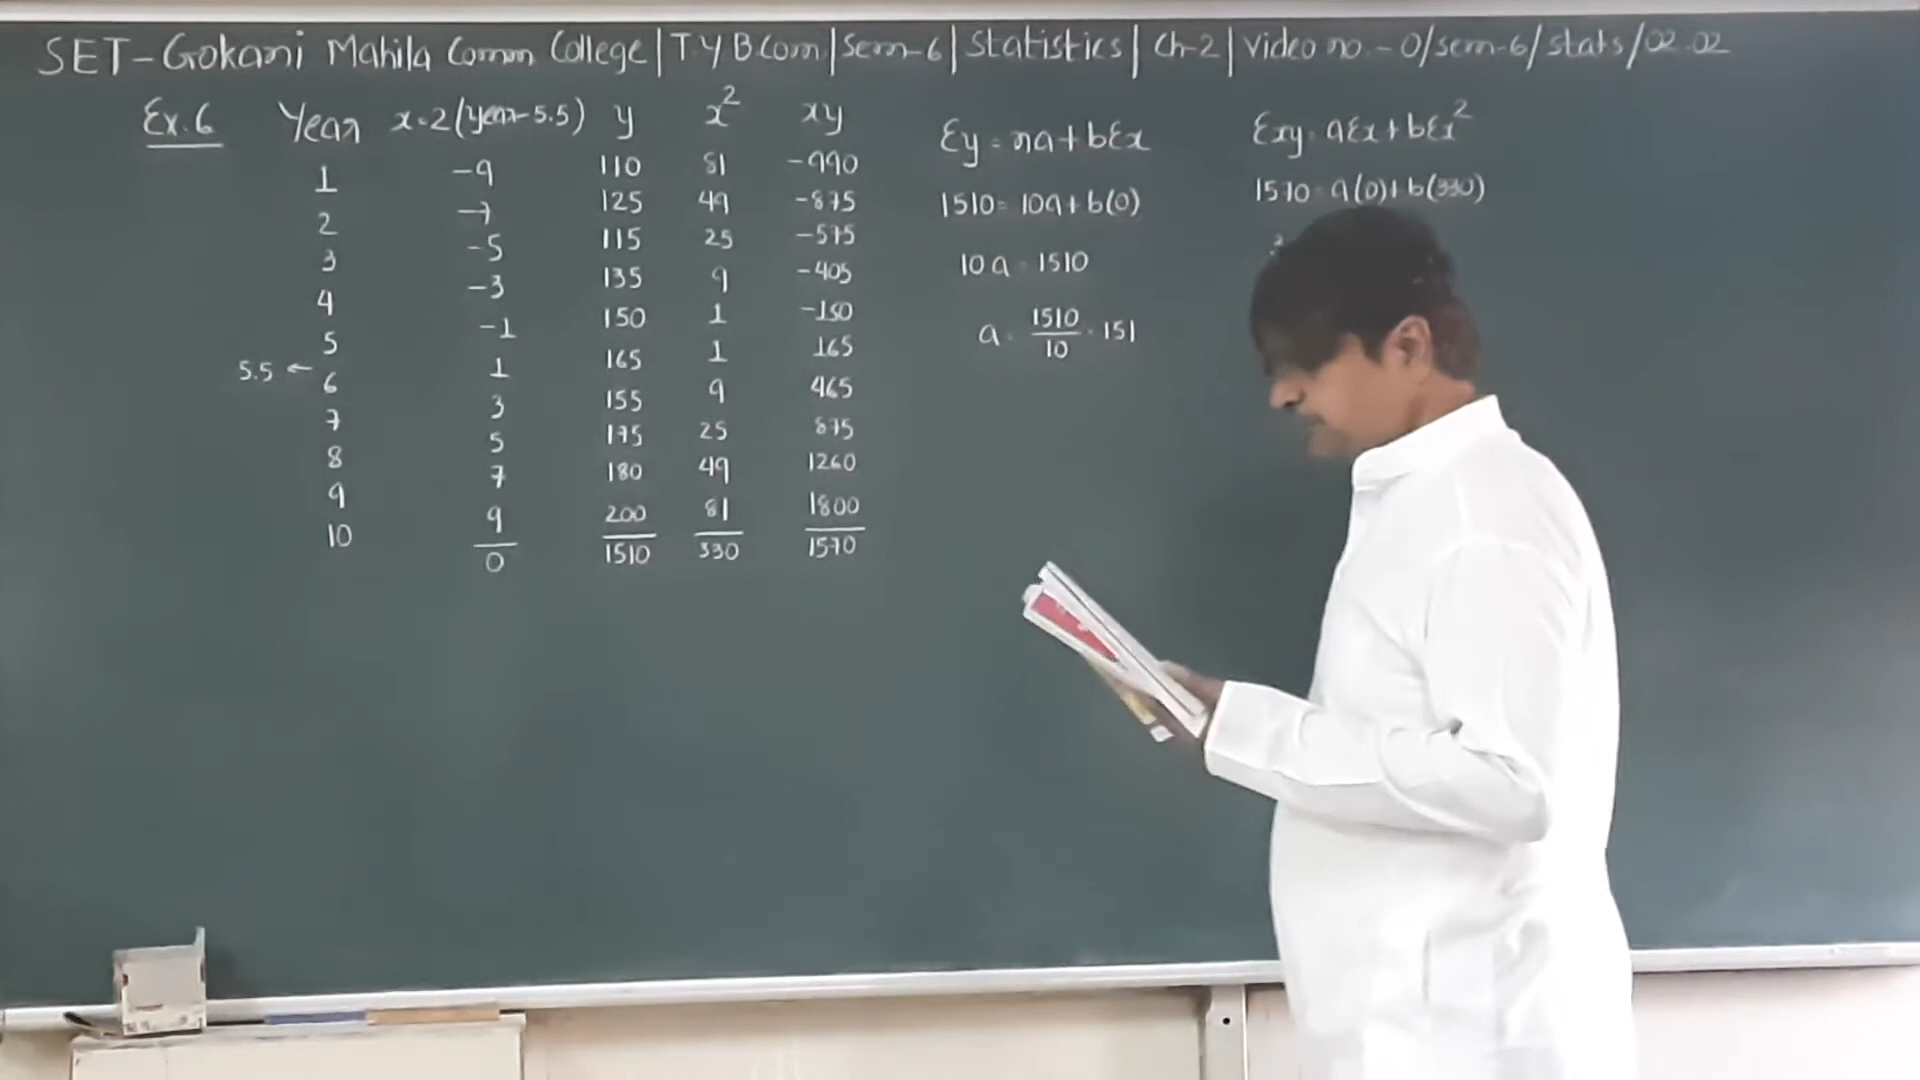 SET-Gokani Mahila Comm College | T Y B Com | Sem-6 | Statistics | Ch-2 | Video no.-0/sem-6/stats/02.02
Ex.6 Year x=2(year-5.5) y x² xy
1 -9 110 81 -990
2 -7 125 49 -875
3 -5 115 25 -575
4 -3 135 9 -405
5 -1 150 1 -150
5.5 ←
6 1 165 1 165
7 3 155 9 465
8 5 175 25 875
9 7 180 49 1260
10 9 200 81 1800
0 1510 330 1570
Σy = na + bΣx
1510 = 10a + b(0)
10a = 1510
a = 1510/10 = 151
Σxy = aΣx + bΣx²
1570 = a(0) + b(330)